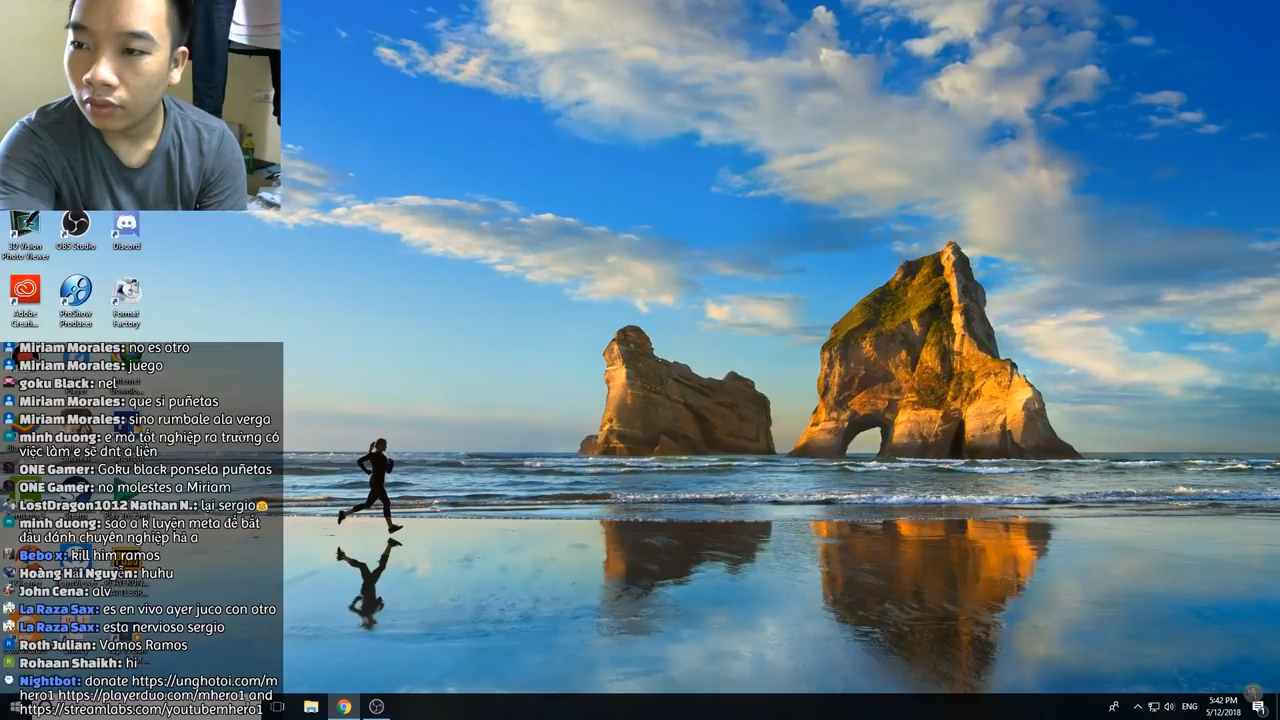 3D Vision
Photo Viewer
OBS Studio
Discord
Adobe
Creati...
ProShow
Producer
Format
Factory
Miriam Morales: no es otro
Miriam Morales: juego
goku Black: nel
Miriam Morales: que si puñetas
Miriam Morales: sino rumbale ala verga
minh duong: e mà tốt nghiệp ra trường có
việc làm e sẽ dnt a liền
ONE Gamer: Goku black ponsela puñetas
ONE Gamer: no molestes a Miriam
LostDragon1012 Nathan N.: lại sergio😊
minh duong: sao a k luyện meta để bắt
đầu đánh chuyên nghiệp hả a
Bebo x: kill him ramos
Hoàng Hải Nguyễn: huhu
John Cena: alv
La Raza Sax: es en vivo ayer juco con otro
La Raza Sax: esta nervioso sergio
Roth Julian: Vamos Ramos
Rohaan Shaikh: hi
Nightbot: donate https://unghotoi.com/m
hero1 https://playerduo.com/mhero1 and
https://streamlabs.com/youtubemhero1
ENG
5:42 PM
5/12/2018